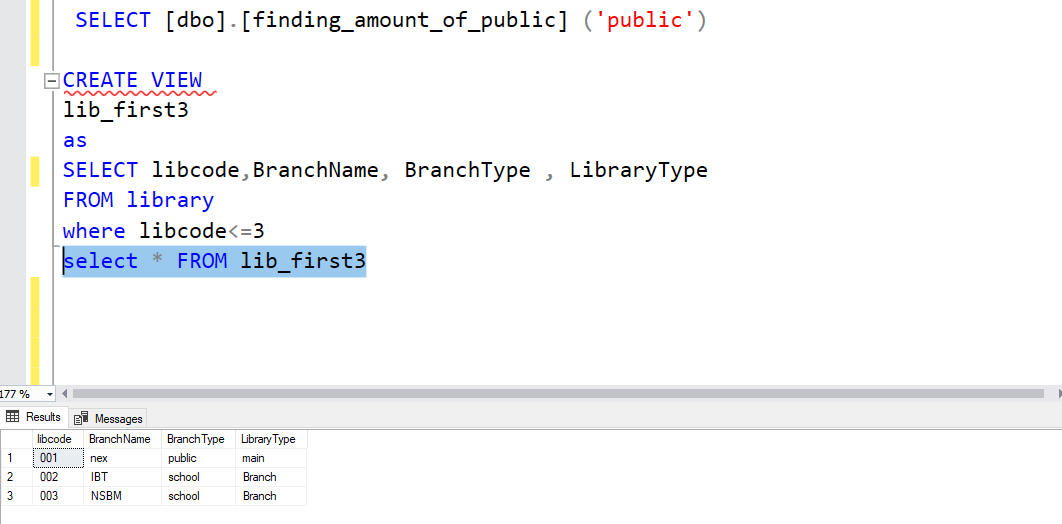 SELECT [dbo].[finding_amount_of_public] ('public')
CREATE VIEW
lib_first3
as
SELECT libcode,BranchName, BranchType , LibraryType
FROM library
where libcode<=3
select * FROM lib_first3
177 %
Results Messages
libcode BranchName BranchType LibraryType
1 001 nex public main
2 002 IBT school Branch
3 003 NSBM school Branch